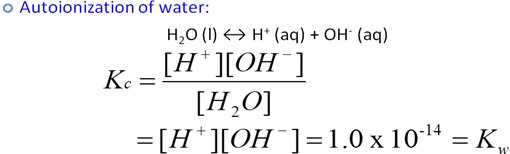 Autoionization of water:
H₂O (l) ↔ H⁺ (aq) + OH⁻ (aq)
Kc = [H⁺][OH⁻] / [H₂O]
= [H⁺][OH⁻] = 1.0 x 10⁻¹⁴ = Kw